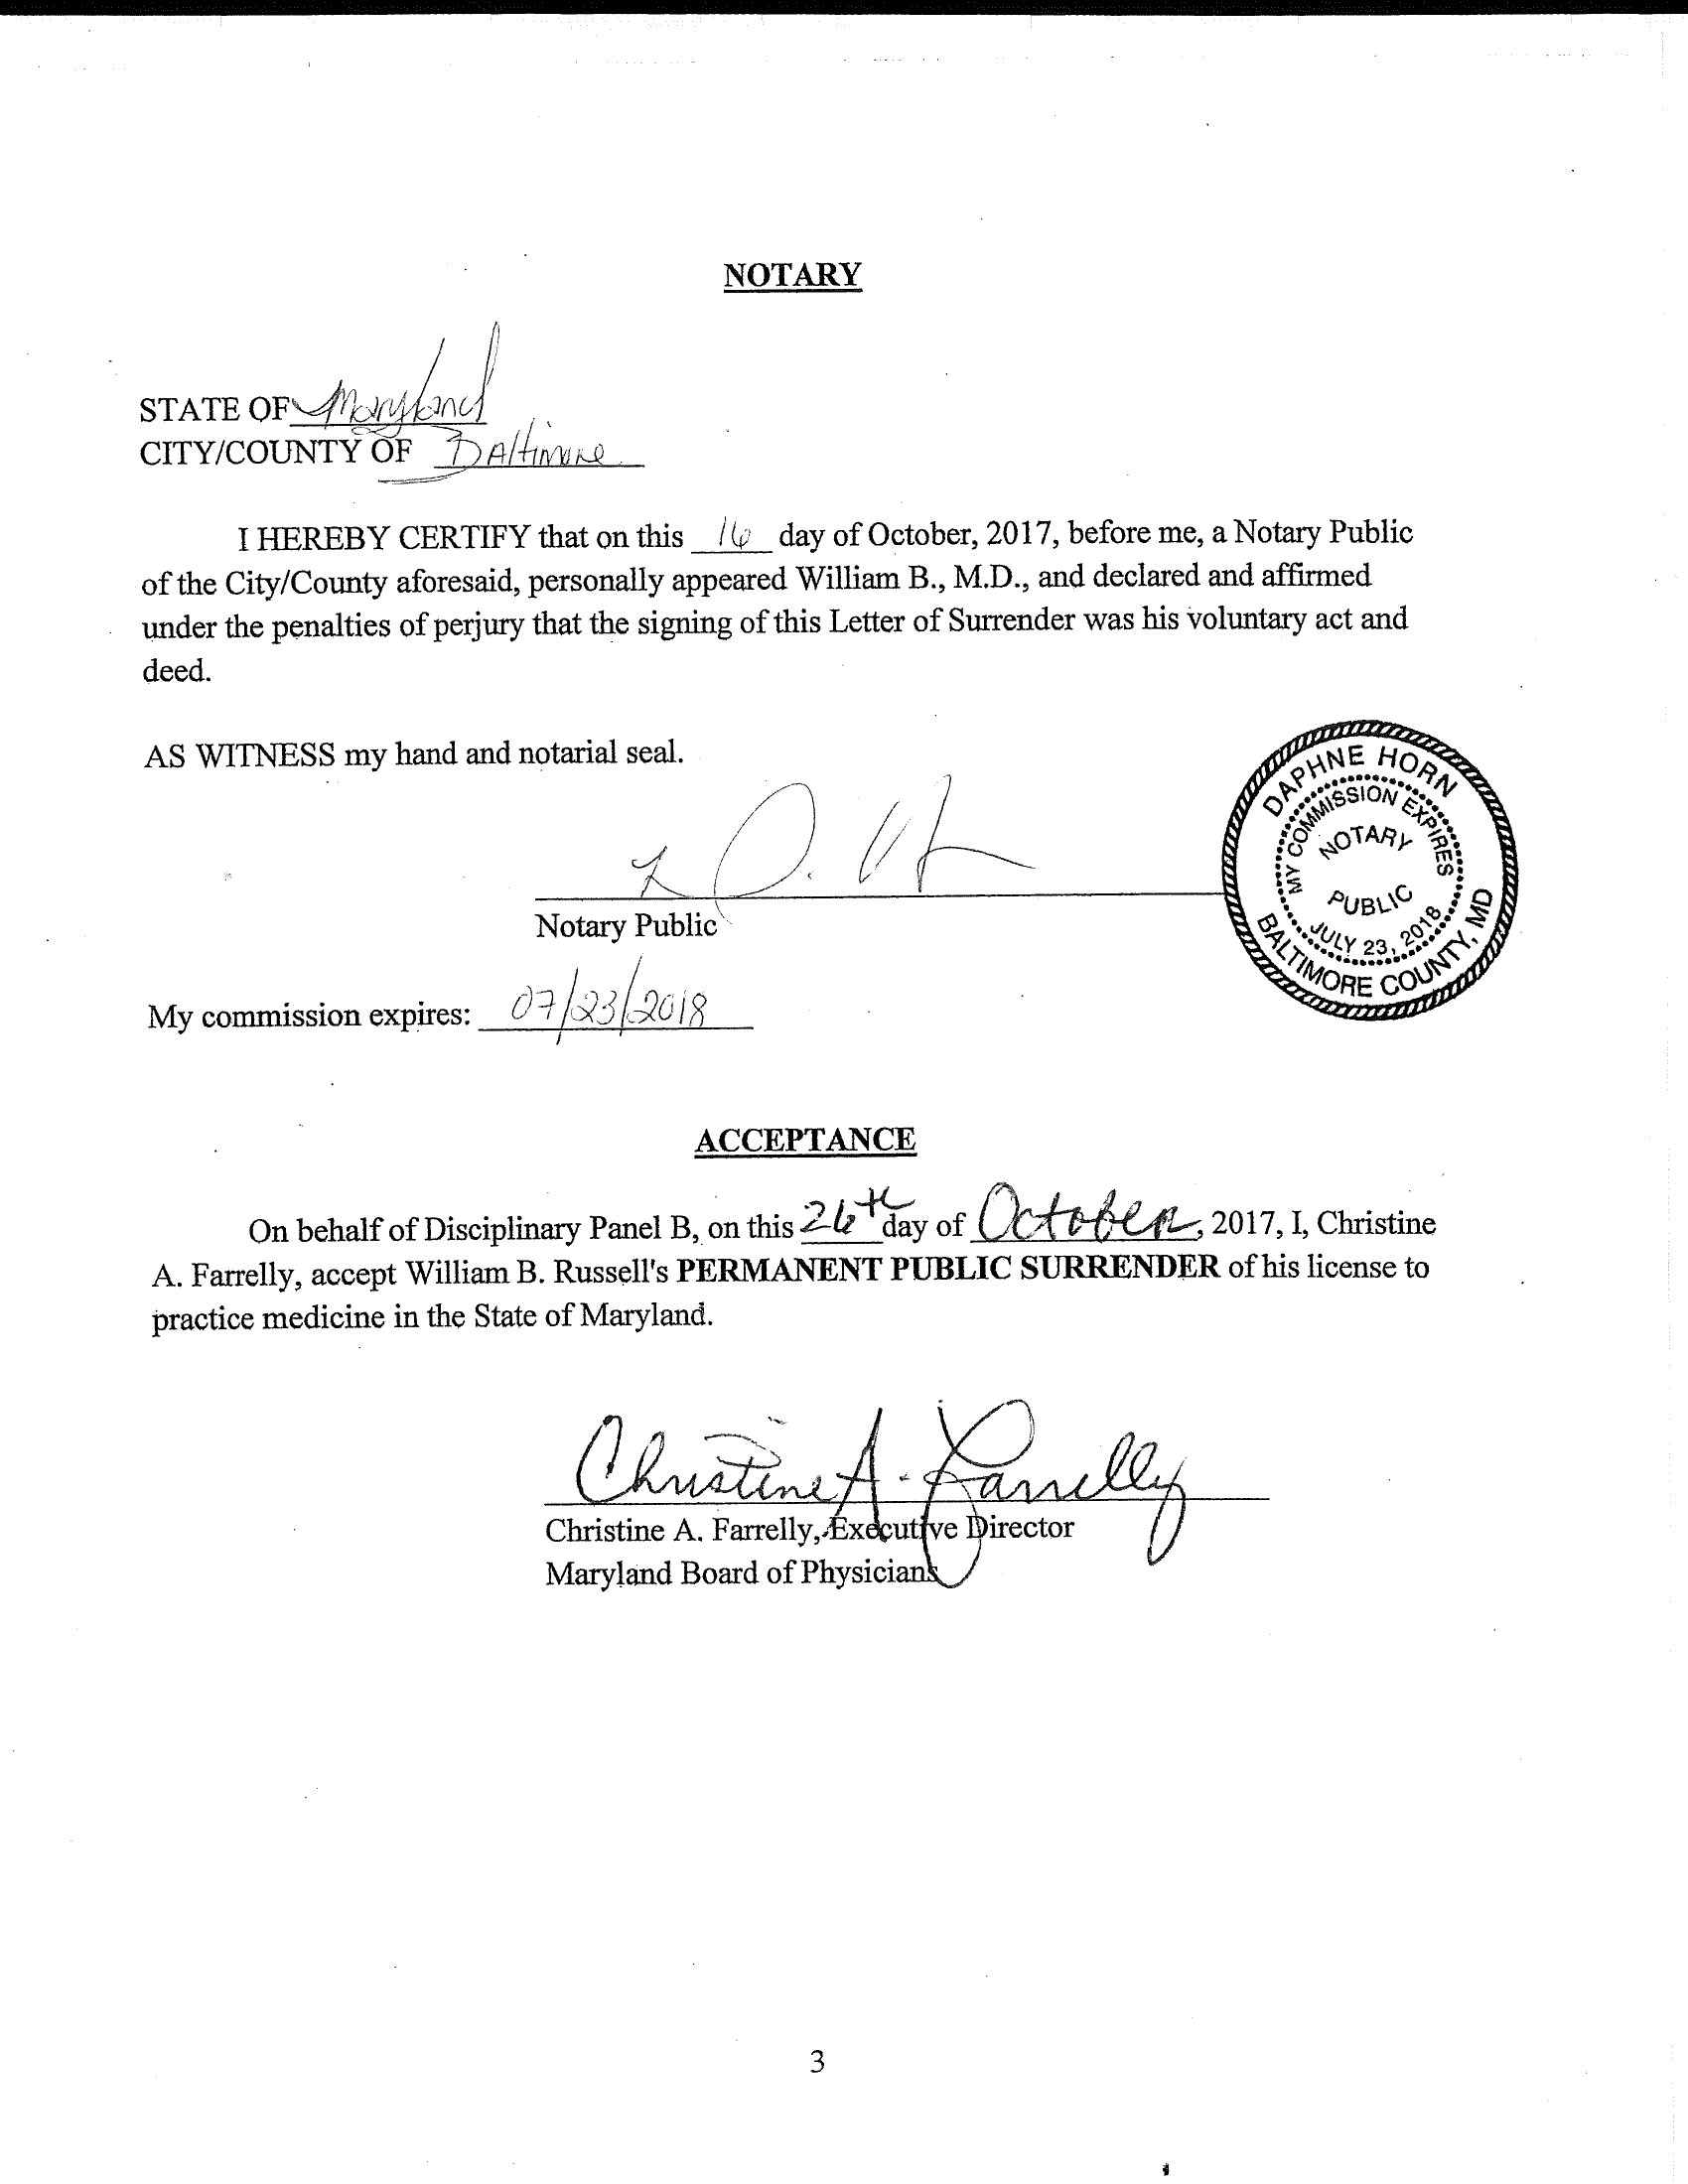 NOTARY
STATE OF Maryland
CITY/COUNTY OF Baltimore
I HEREBY CERTIFY that on this 16 day of October, 2017, before me, a Notary Public
of the City/County aforesaid, personally appeared William B., M.D., and declared and affirmed
under the penalties of perjury that the signing of this Letter of Surrender was his voluntary act and
deed.
AS WITNESS my hand and notarial seal.
DAPHNE HORN
MY COMMISSION EXPIRES
NOTARY
PUBLIC
JULY 23, 2018
BALTIMORE COUNTY, MD
Notary Public
My commission expires: 07/23/2018
ACCEPTANCE
On behalf of Disciplinary Panel B, on this 26th day of October, 2017, I, Christine
A. Farrelly, accept William B. Russell's PERMANENT PUBLIC SURRENDER of his license to
practice medicine in the State of Maryland.
Christine A. Farrelly
Christine A. Farrelly, Executive Director
Maryland Board of Physicians
3